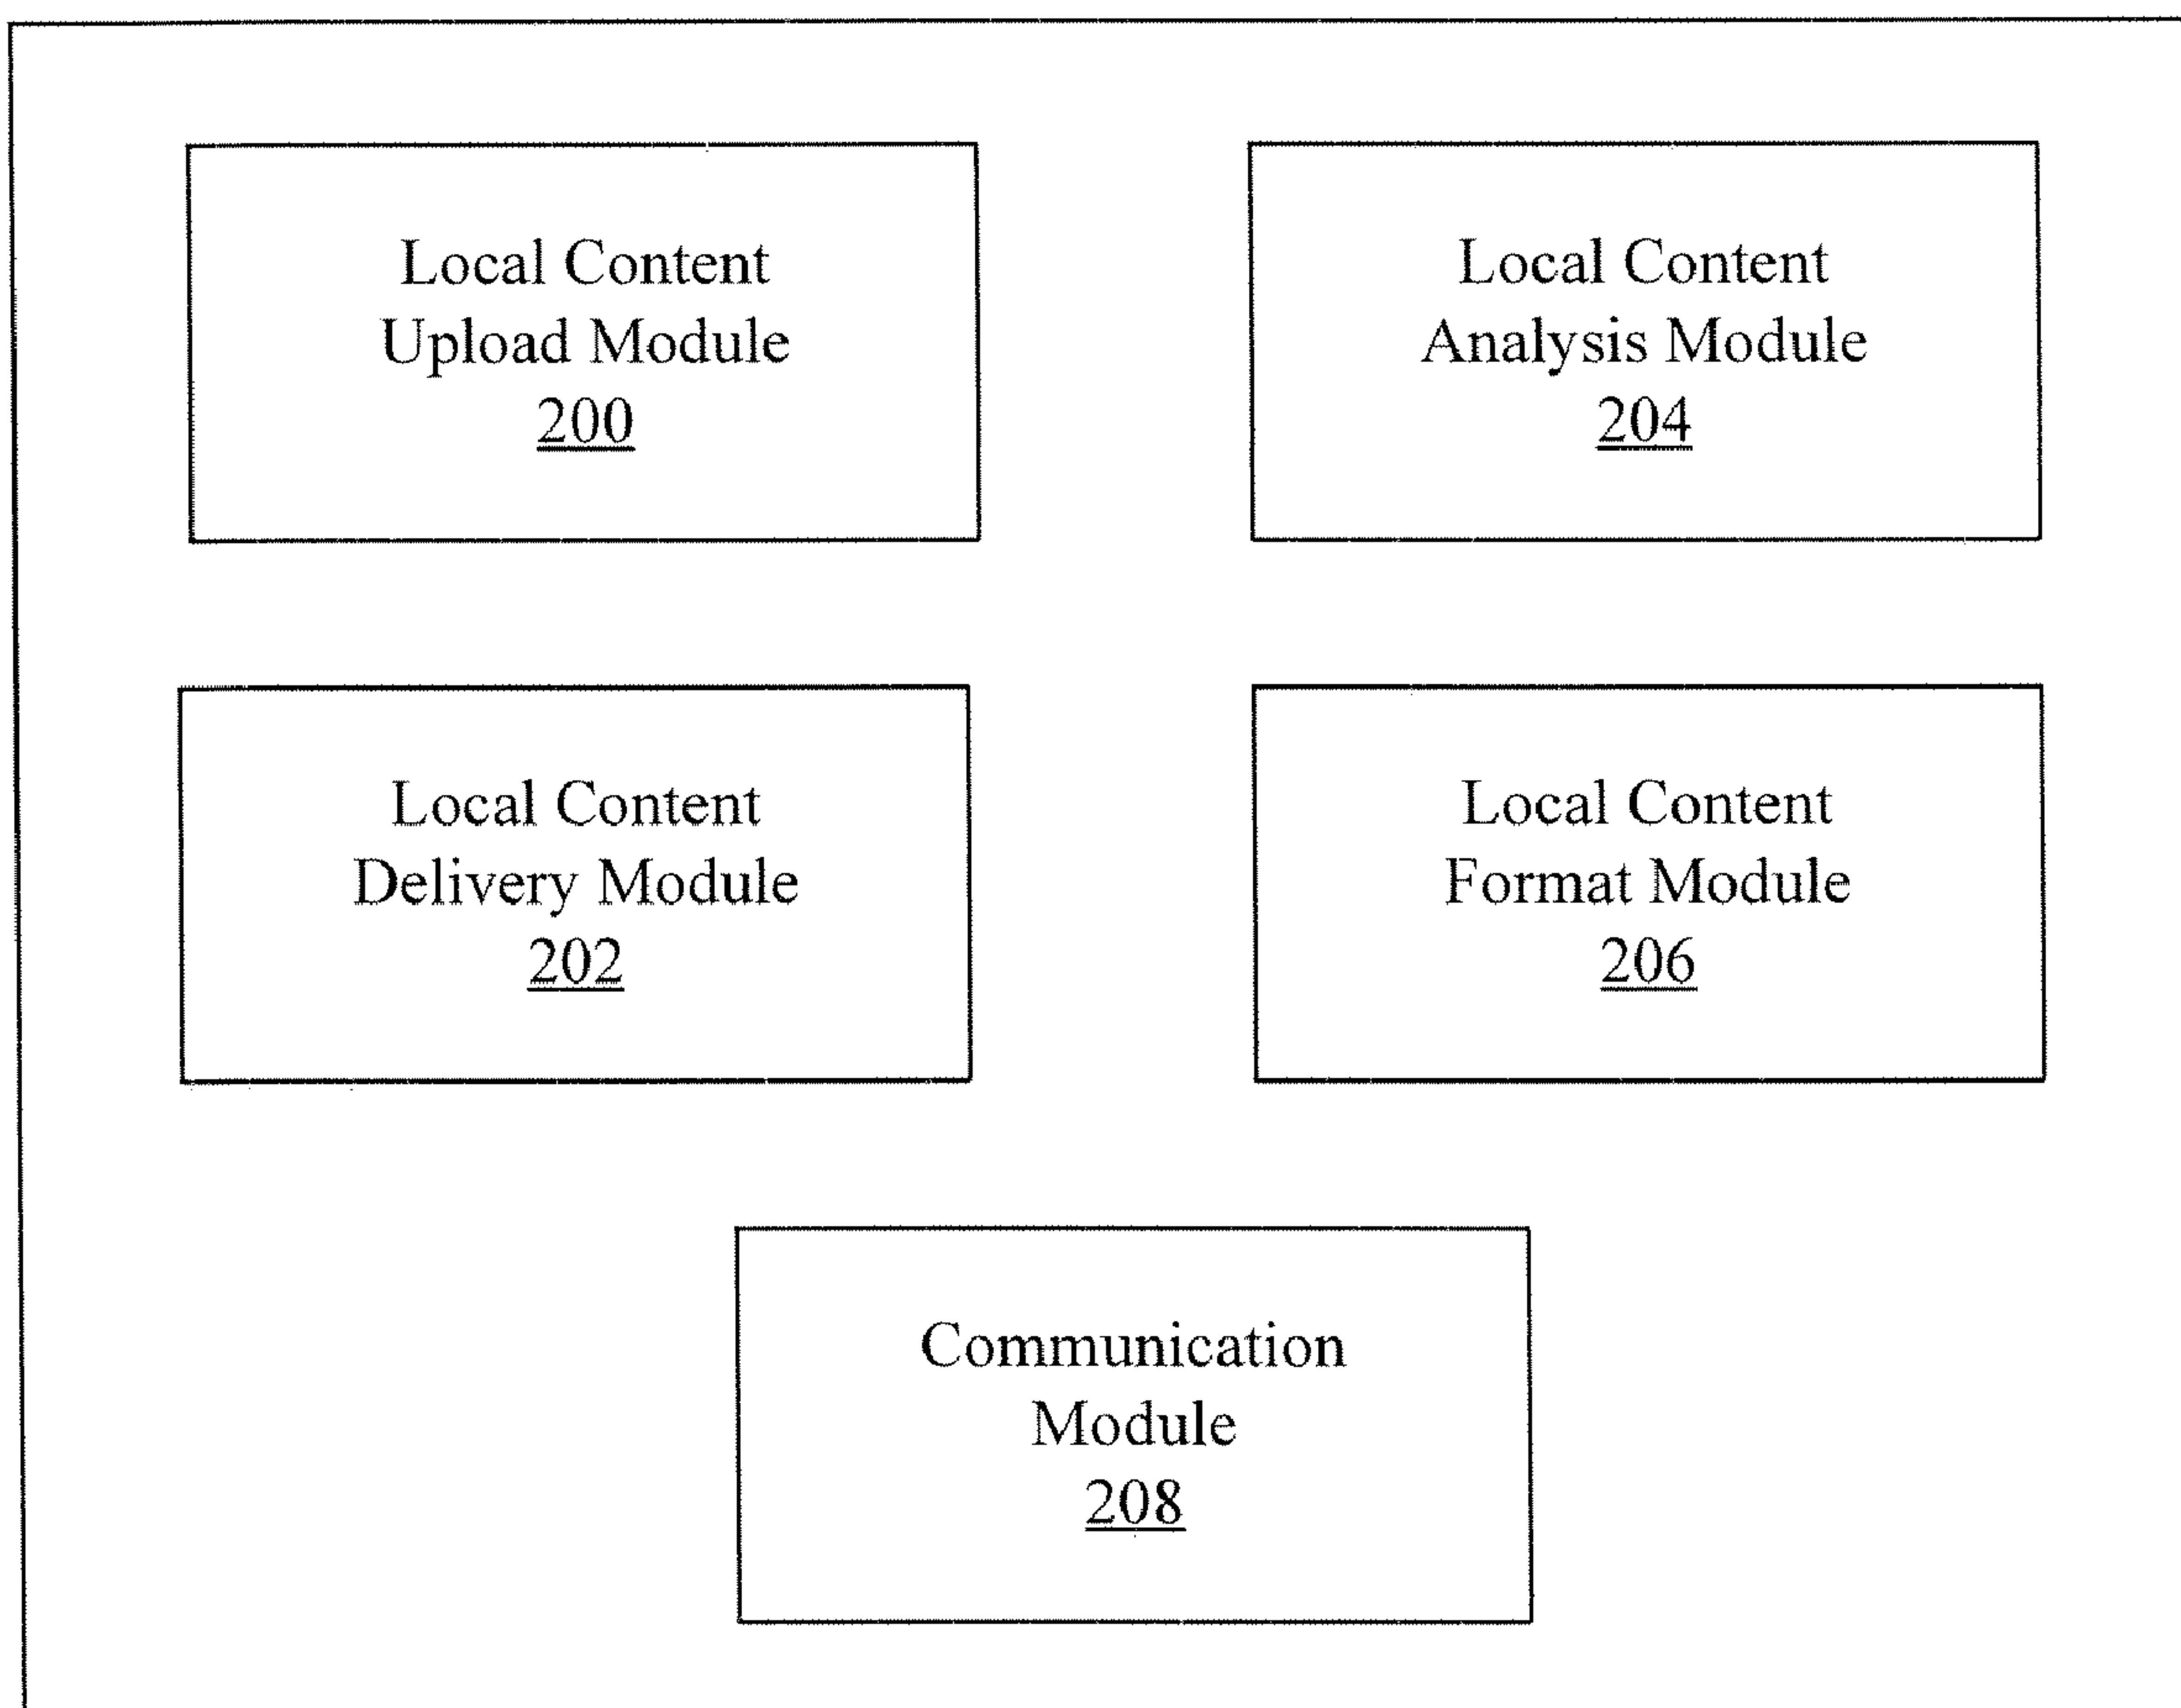 Local Content
Upload Module
200
Local Content
Analysis Module
204
Local Content
Delivery Module
202
Local Content
Format Module
206
Communication
Module
208